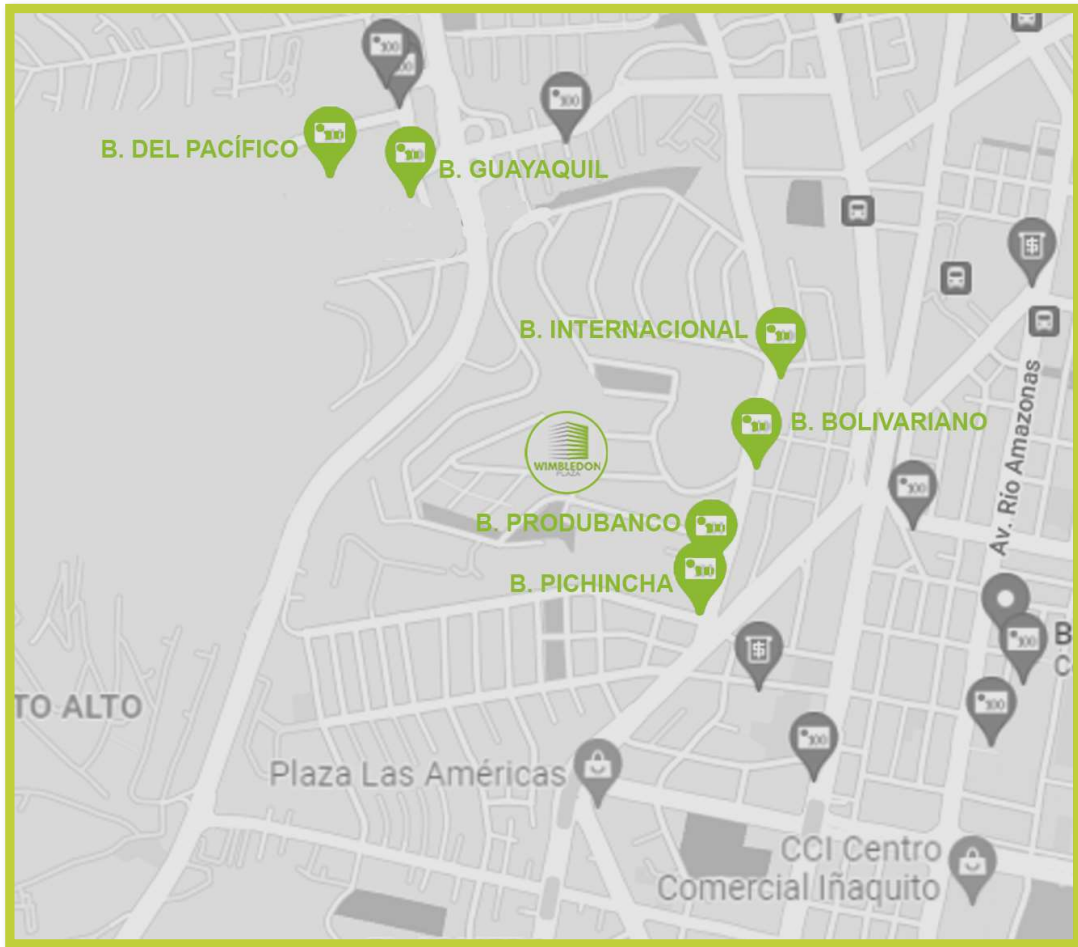 B. DEL PACÍFICO
B. GUAYAQUIL
B. INTERNACIONAL
B. BOLIVARIANO
WIMBLEDON
PLAZA
B. PRODUBANCO
B. PICHINCHA
Av. Río Amazonas
B
C
TO ALTO
Plaza Las Américas
CCI Centro
Comercial Iñaquito